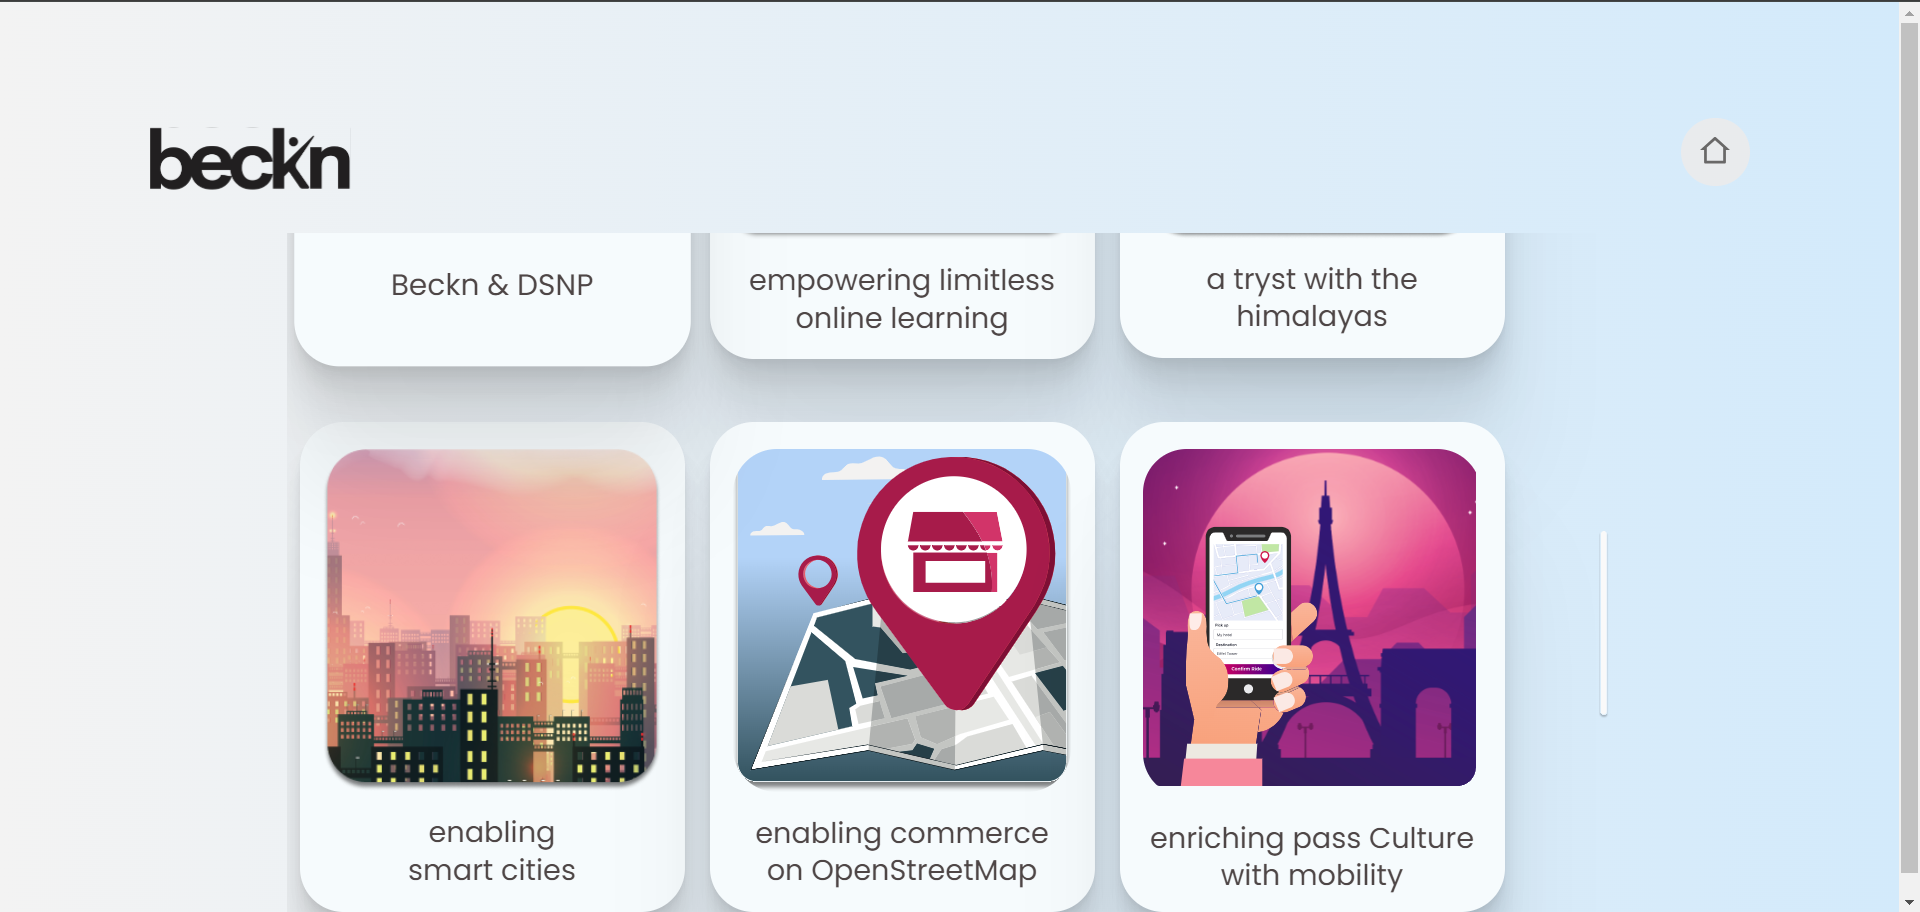 beckn
Beckn & DSNP
empowering limitless
online learning
a tryst with the
himalayas
Pick up
My hotel
Destination
Eiffel Tower
Confirm Ride
enabling
smart cities
enabling commerce
on OpenStreetMap
enriching pass Culture
with mobility